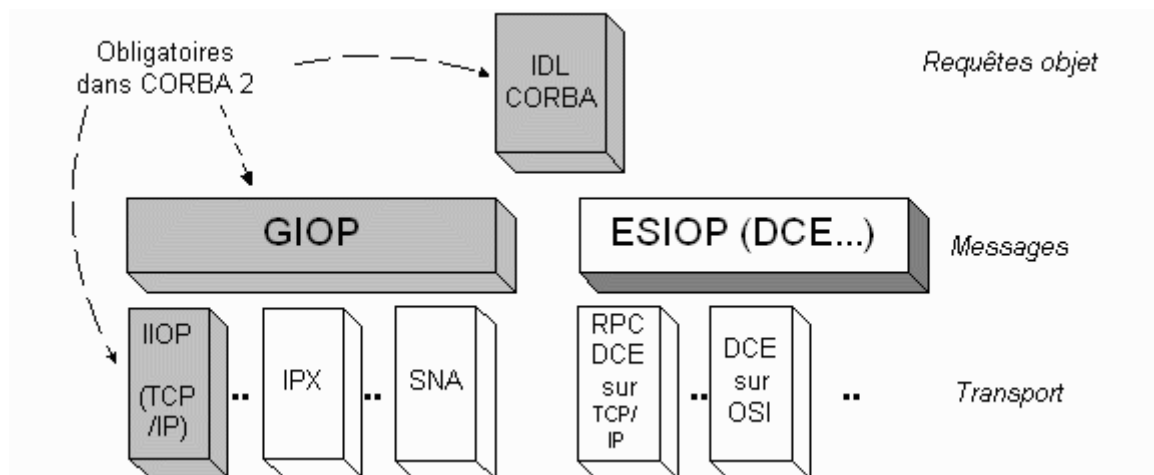 Obligatoires
dans CORBA 2
IDL
CORBA
Requêtes objet
GIOP
ESIOP (DCE...)
Messages
IIOP
(TCP
/IP)
..
IPX
..
SNA
RPC
DCE
sur
TCP/
IP
..
DCE
sur
OSI
..
Transport